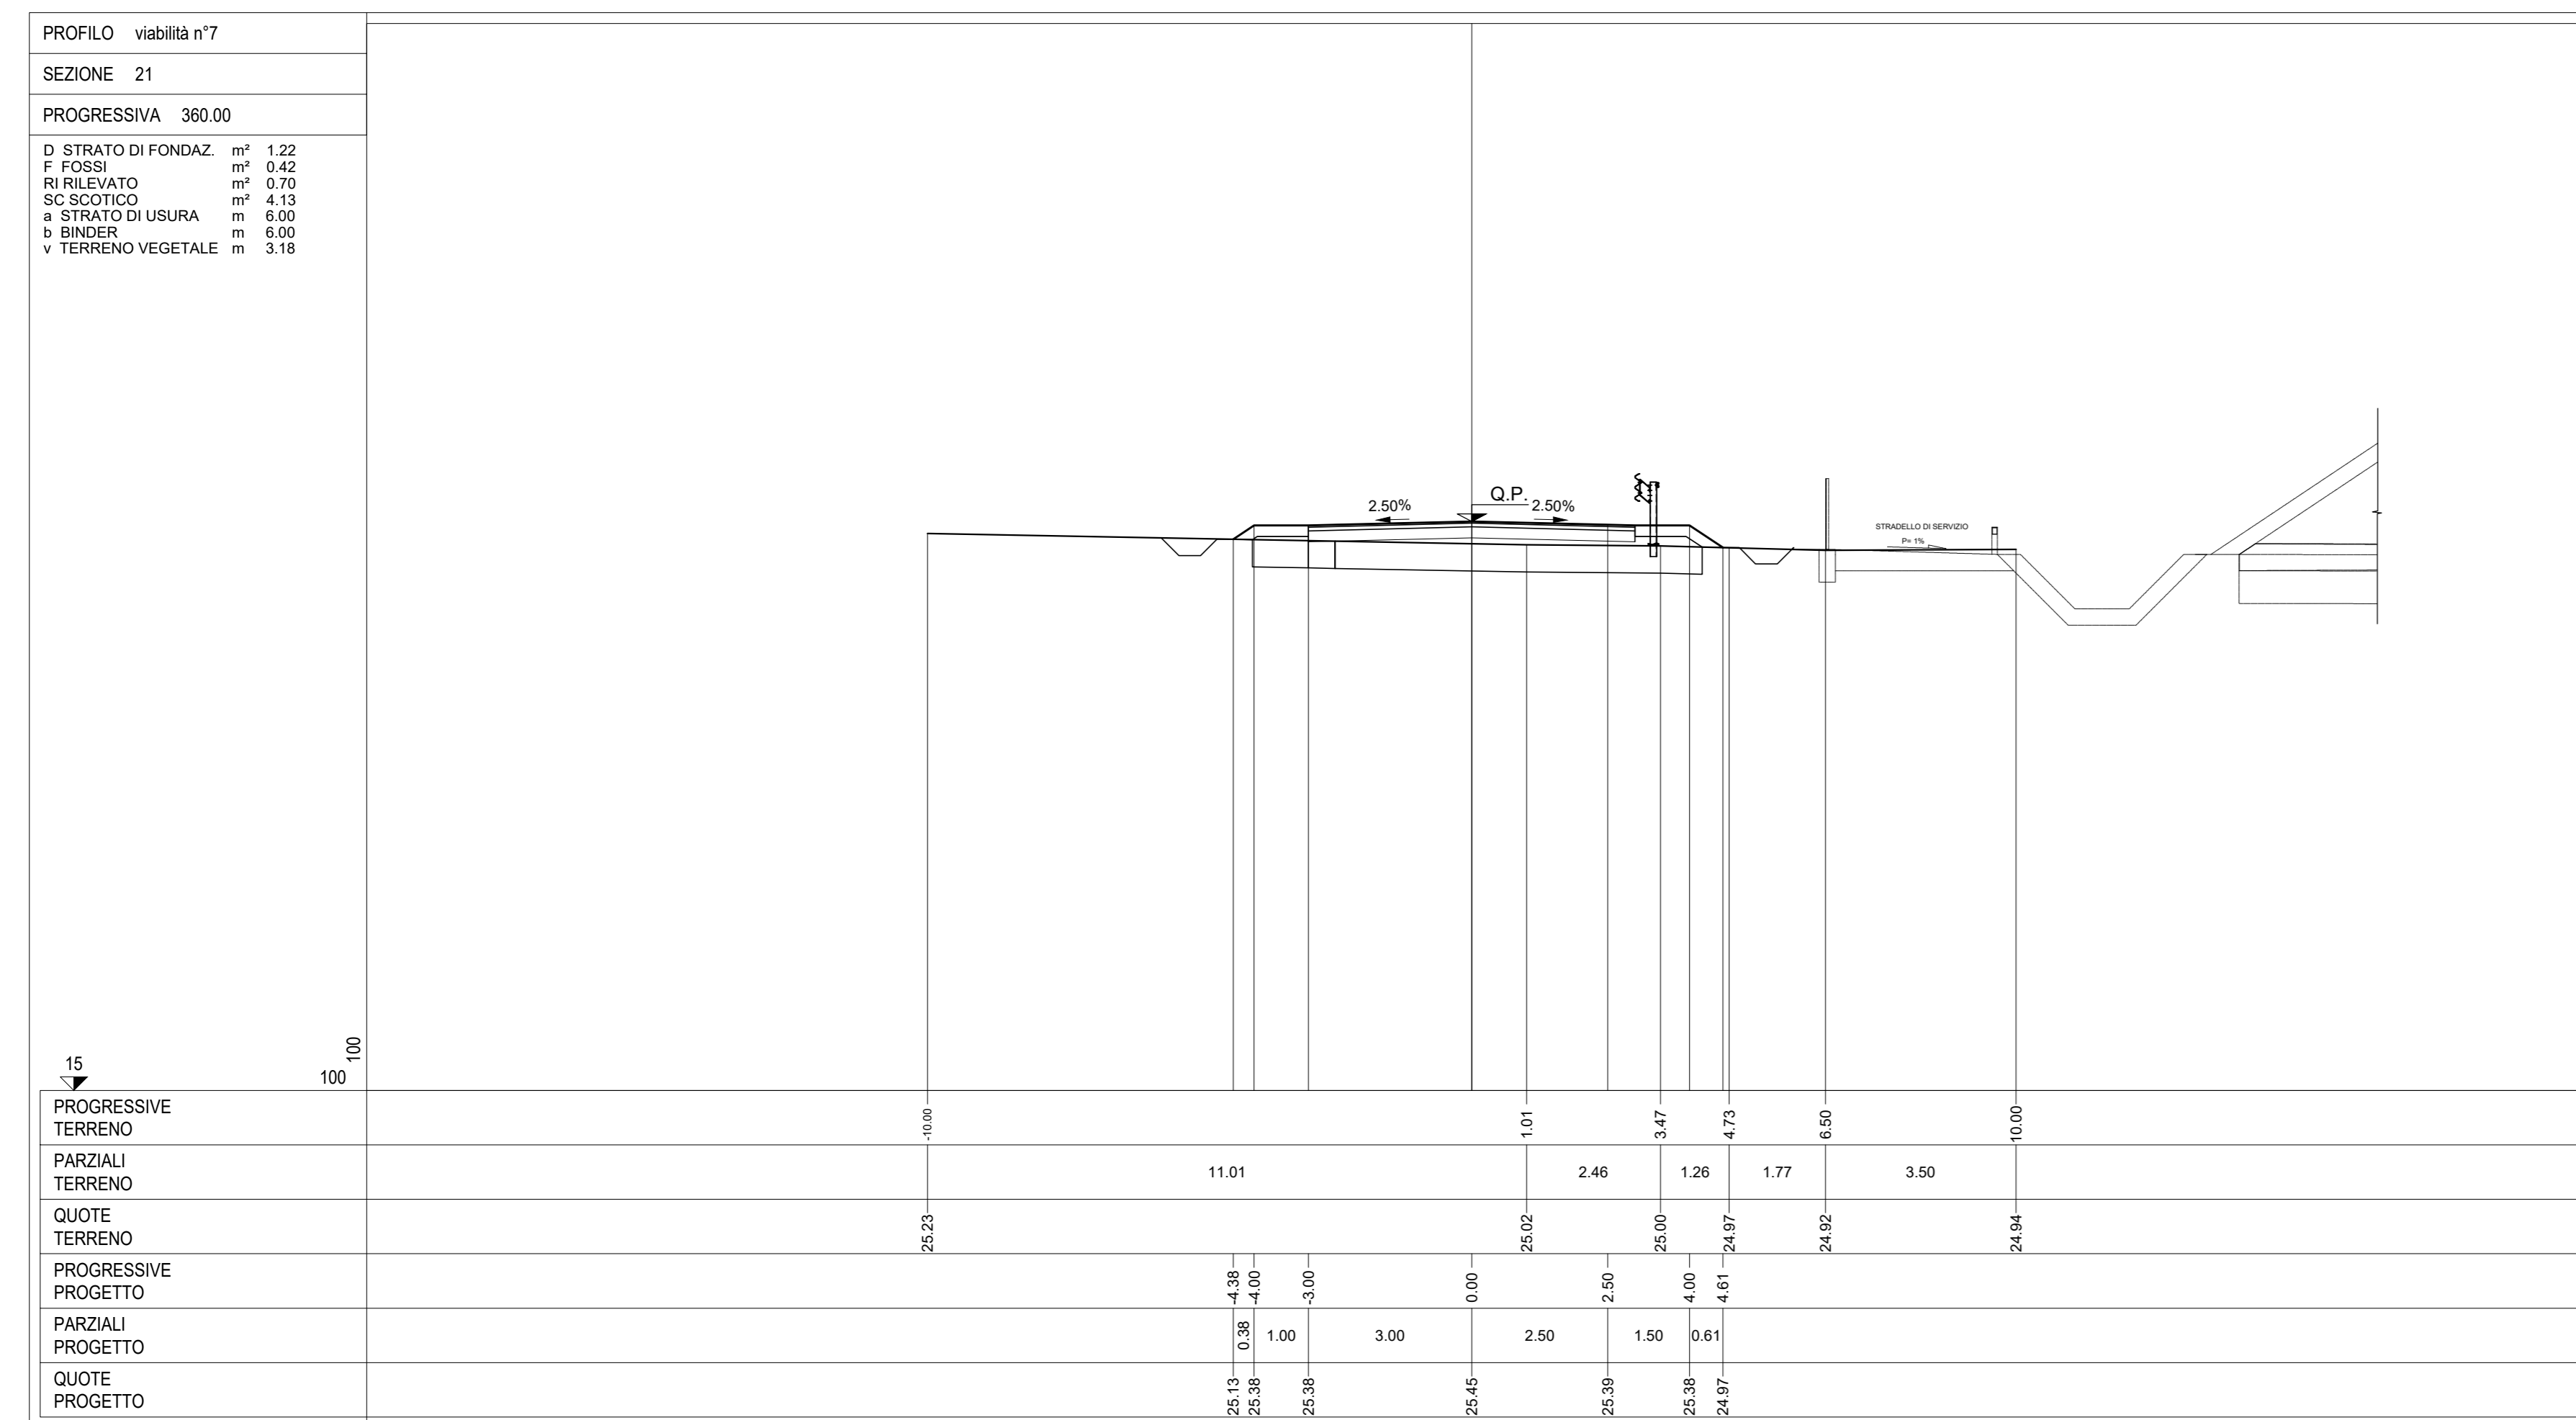 PROFILO viabilità n°7
SEZIONE 21
PROGRESSIVA 360.00
D STRATO DI FONDAZ. m² 1.22
F FOSSI m² 0.42
RI RILEVATO m² 0.70
SC SCOTICO m² 4.13
a STRATO DI USURA m 6.00
b BINDER m 6.00
v TERRENO VEGETALE m 3.18
Q.P.
2.50% 2.50%
STRADELLO DI SERVIZIO
P= 1%
15
100
100
PROGRESSIVE
TERRENO
-10.00 1.01 3.47 4.73 6.50 10.00
PARZIALI
TERRENO
11.01 2.46 1.26 1.77 3.50
QUOTE
TERRENO
25.23 25.02 25.00 24.97 24.92 24.94
PROGRESSIVE
PROGETTO
-4.38 -4.00 -3.00 0.00 2.50 4.00 4.61
PARZIALI
PROGETTO
0.38 1.00 3.00 2.50 1.50 0.61
QUOTE
PROGETTO
25.13 25.38 25.38 25.45 25.39 25.38 24.97